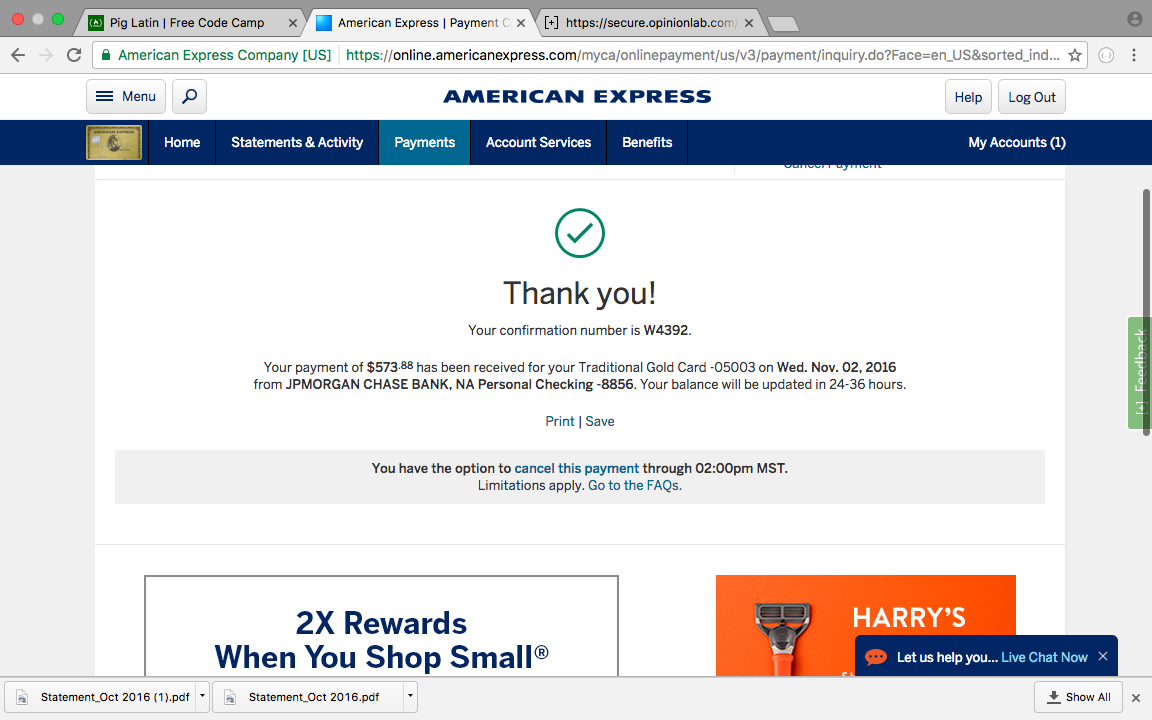 Pig Latin | Free Code Camp
American Express | Payment C
[+] https://secure.opinionlab.com/
American Express Company [US] https://online.americanexpress.com/myca/onlinepayment/us/v3/payment/inquiry.do?Face=en_US&sorted_ind...
Menu
AMERICAN EXPRESS
Help
Log Out
Home
Statements & Activity
Payments
Account Services
Benefits
My Accounts (1)
Cancel Payment
Thank you!
Your confirmation number is W4392.
Your payment of $573.88 has been received for your Traditional Gold Card -05003 on Wed. Nov. 02, 2016
from JPMORGAN CHASE BANK, NA Personal Checking -8856. Your balance will be updated in 24-36 hours.
Print | Save
You have the option to cancel this payment through 02:00pm MST.
Limitations apply. Go to the FAQs.
[+] Feedback
2X Rewards
When You Shop Small®
HARRY'S
Let us help you... Live Chat Now
Statement_Oct 2016 (1).pdf
Statement_Oct 2016.pdf
Show All